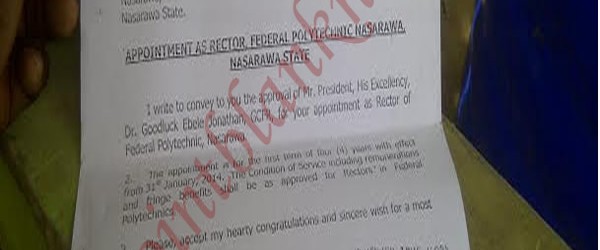 Nasarawa State.
APPOINTMENT AS RECTOR, FEDERAL POLYTECHNIC NASARAWA,
NASARAWA STATE
I write to convey to you the approval of Mr. President, His Excellency,
Dr. Goodluck Ebele Jonathan, GCFR, for your appointment as Rector of
Federal Polytechnic, Nasarawa.
2. The appointment is for the first term of four (4) years with effect
from 31st January, 2014. The Condition of Service including remunerations
and fringe benefits shall be as approved for Rectors in Federal
Polytechnics.
Please, accept my hearty congratulations and sincere wish for a most